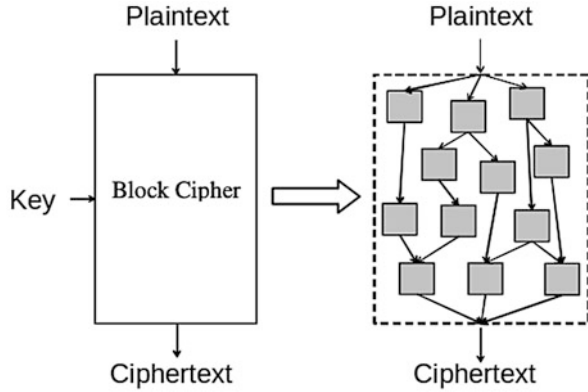 Plaintext
Plaintext
Key
Block Cipher
Ciphertext
Ciphertext